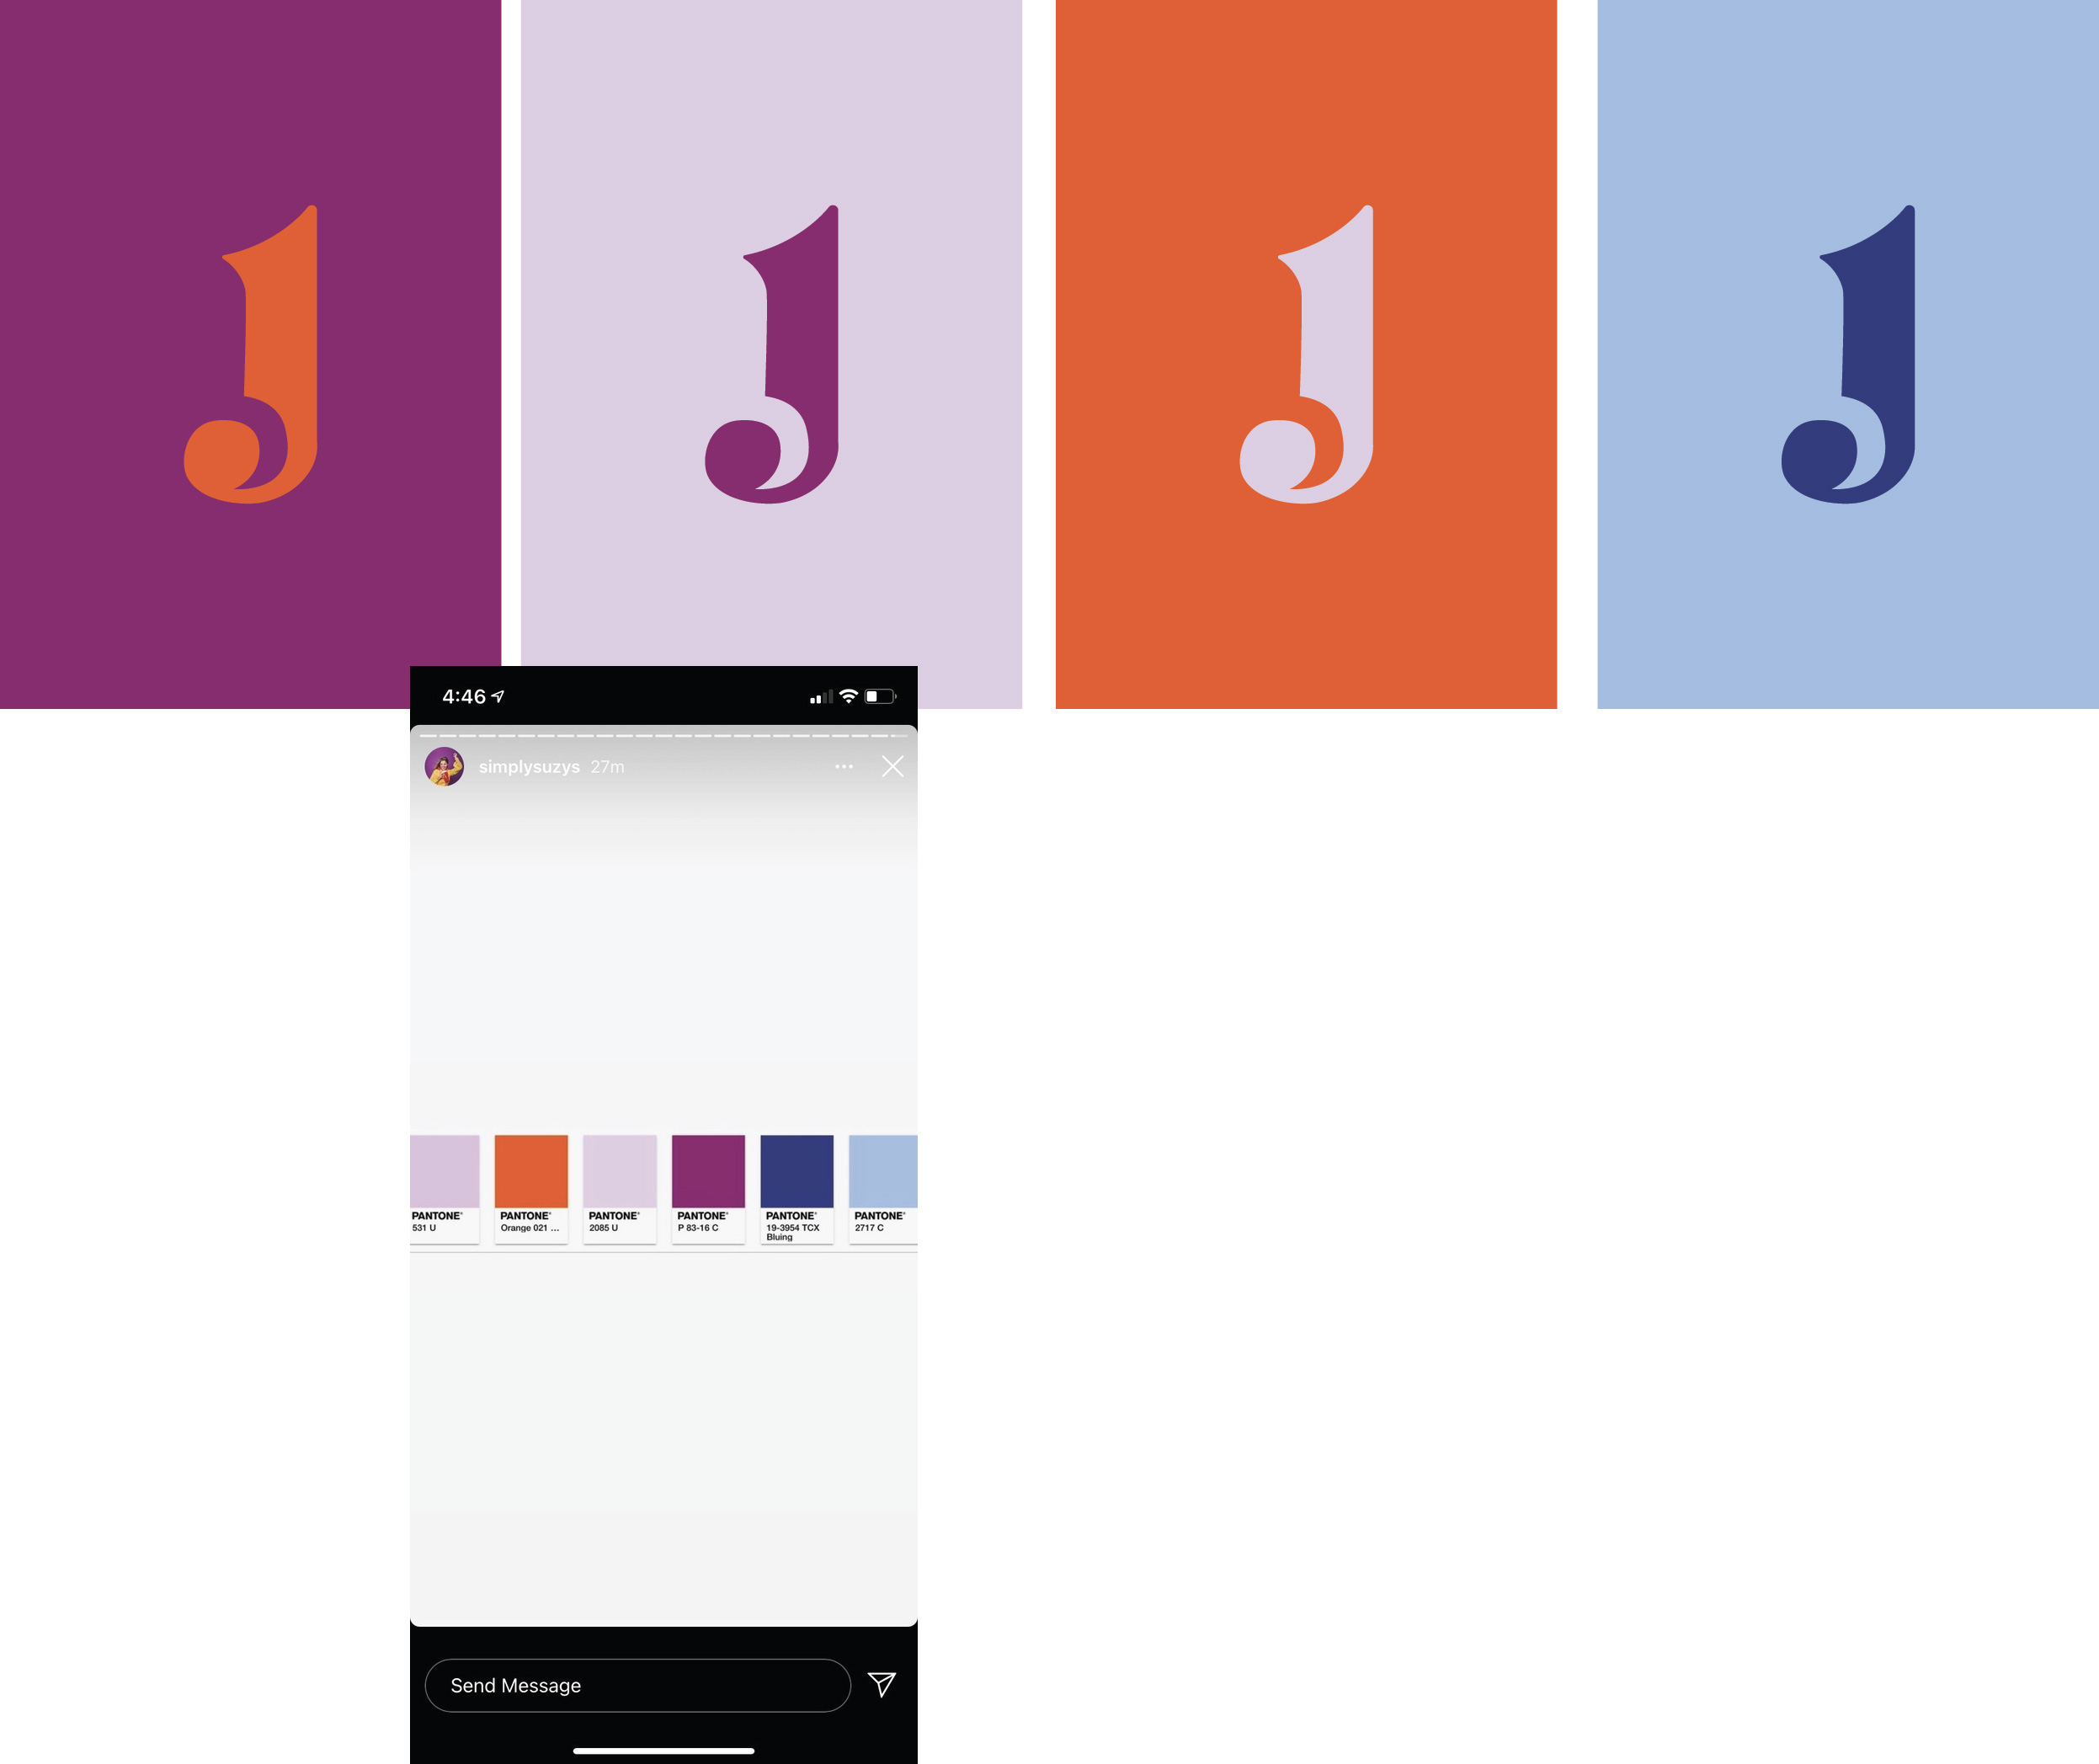 J J J J
4:46
simplysuzys 27m
PANTONE® PANTONE® PANTONE® PANTONE® PANTONE® PANTONE®
531 U Orange 021 ... 2085 U P 83-16 C 19-3954 TCX 2717 C
Bluing
Send Message